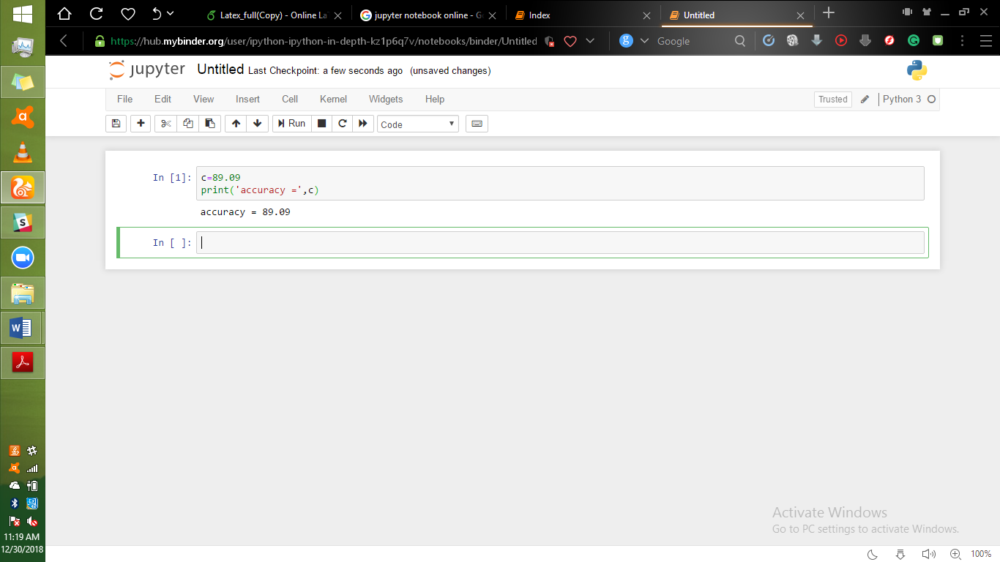 Latex_full(Copy) - Online La
jupyter notebook online - G
Index
Untitled
https://hub.mybinder.org/user/ipython-ipython-in-depth-kz1p6q7v/notebooks/binder/Untitled
g
Google
jupyter Untitled Last Checkpoint: a few seconds ago (unsaved changes)
File Edit View Insert Cell Kernel Widgets Help
Trusted
Python 3
Run
Code
In [1]: c=89.09
print('accuracy =',c)
accuracy = 89.09
In [ ]:
Activate Windows
Go to PC settings to activate Windows.
11:19 AM
12/30/2018
100%